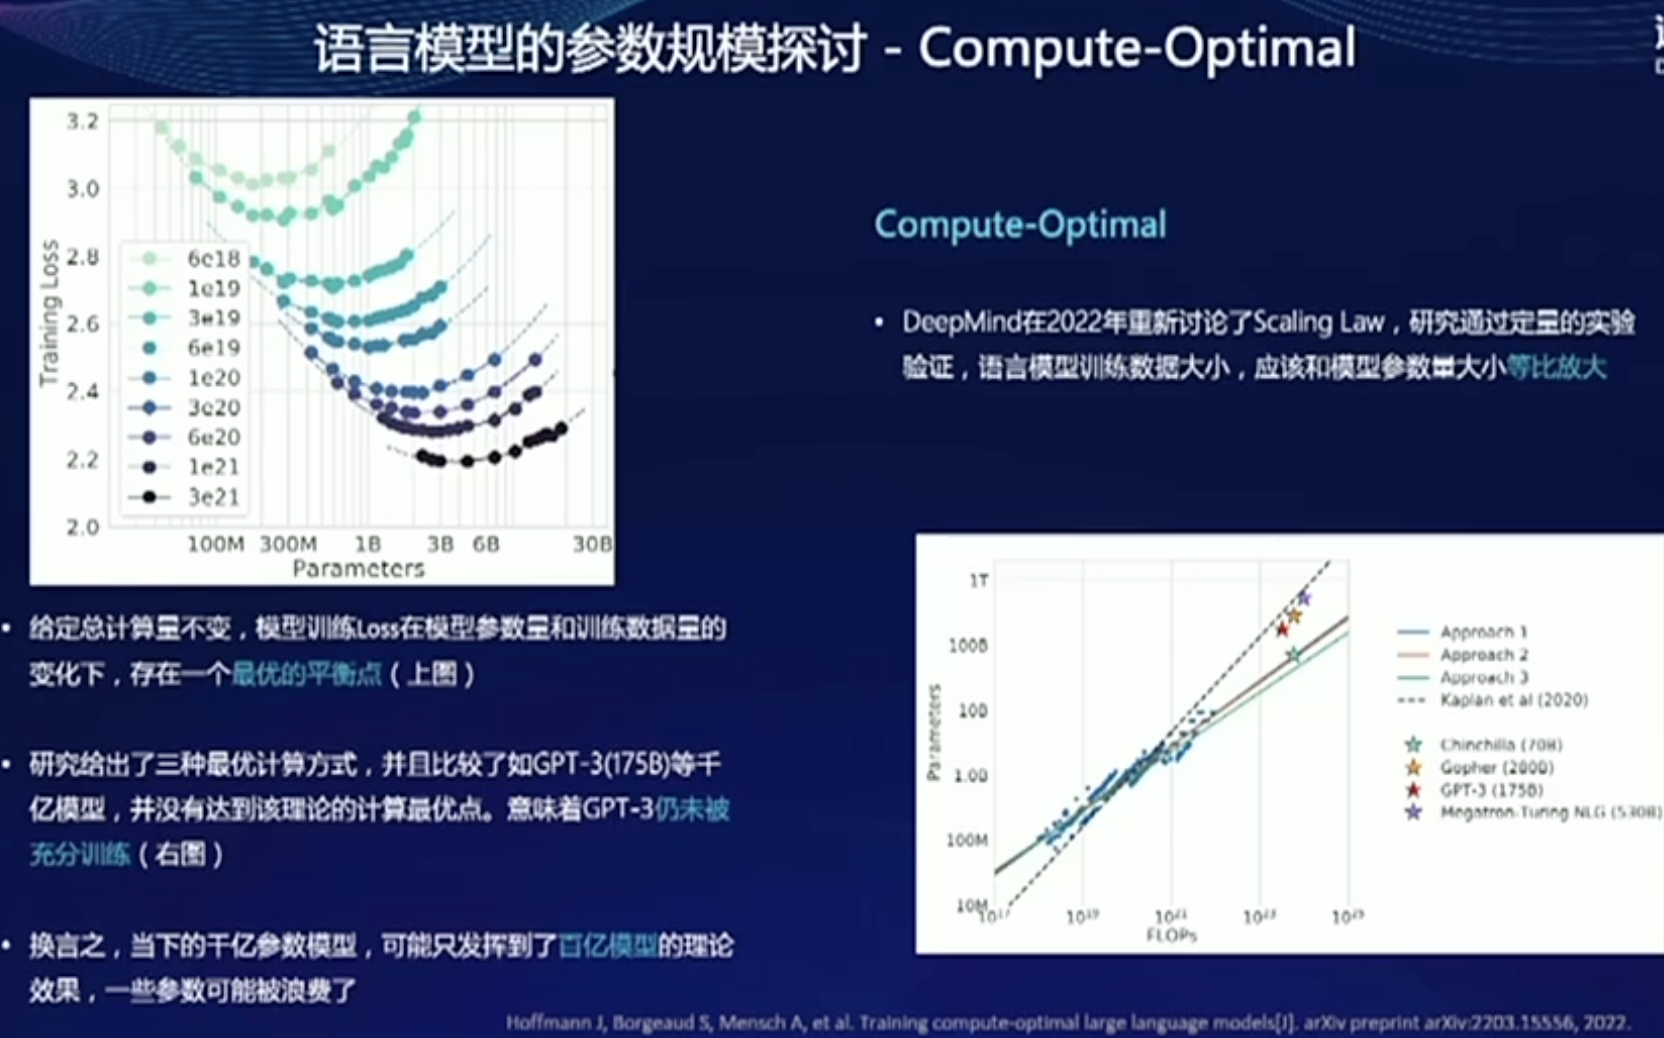 语言模型的参数规模探讨 - Compute-Optimal
3.2
3.0
2.8
2.6
2.4
2.2
2.0
Training Loss
6e18
1e19
3e19
6e19
1e20
3e20
6e20
1e21
3e21
100M 300M 1B 3B 6B 30B
Parameters
• 给定总计算量不变，模型训练Loss在模型参数量和训练数据量的
变化下，存在一个最优的平衡点（上图）
• 研究给出了三种最优计算方式，并且比较了如GPT-3(175B)等千
亿模型，并没有达到该理论的计算最优点。意味着GPT-3仍未被
充分训练（右图）
• 换言之，当下的千亿参数模型，可能只发挥到了百亿模型的理论
效果，一些参数可能被浪费了
Compute-Optimal
• DeepMind在2022年重新讨论了Scaling Law，研究通过定量的实验
验证，语言模型训练数据大小，应该和模型参数量大小等比放大
1T
100B
10B
1.0B
100M
10M
Parameters
10¹⁷ 10¹⁹ 10²¹ 10²³ 10²⁵
FLOPs
Approach 1
Approach 2
Approach 3
Kaplan et al (2020)
Chinchilla (70B)
Gopher (280B)
GPT-3 (175B)
Megatron-Turing NLG (530B)
Hoffmann J, Borgeaud S, Mensch A, et al. Training compute-optimal large language models[J]. arXiv preprint arXiv:2203.15556, 2022.